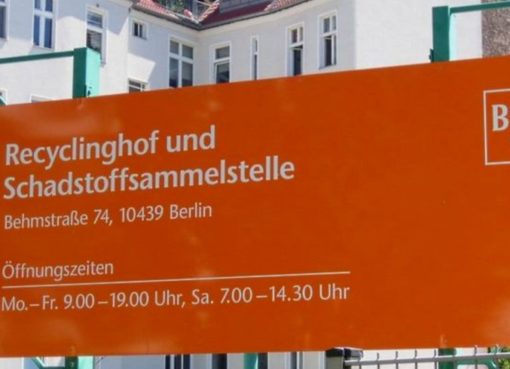 Recyclinghof und
Schadstoffsammelstelle
Behmstraße 74, 10439 Berlin
Öffnungszeiten
Mo.–Fr. 9.00–19.00 Uhr, Sa. 7.00–14.30 Uhr